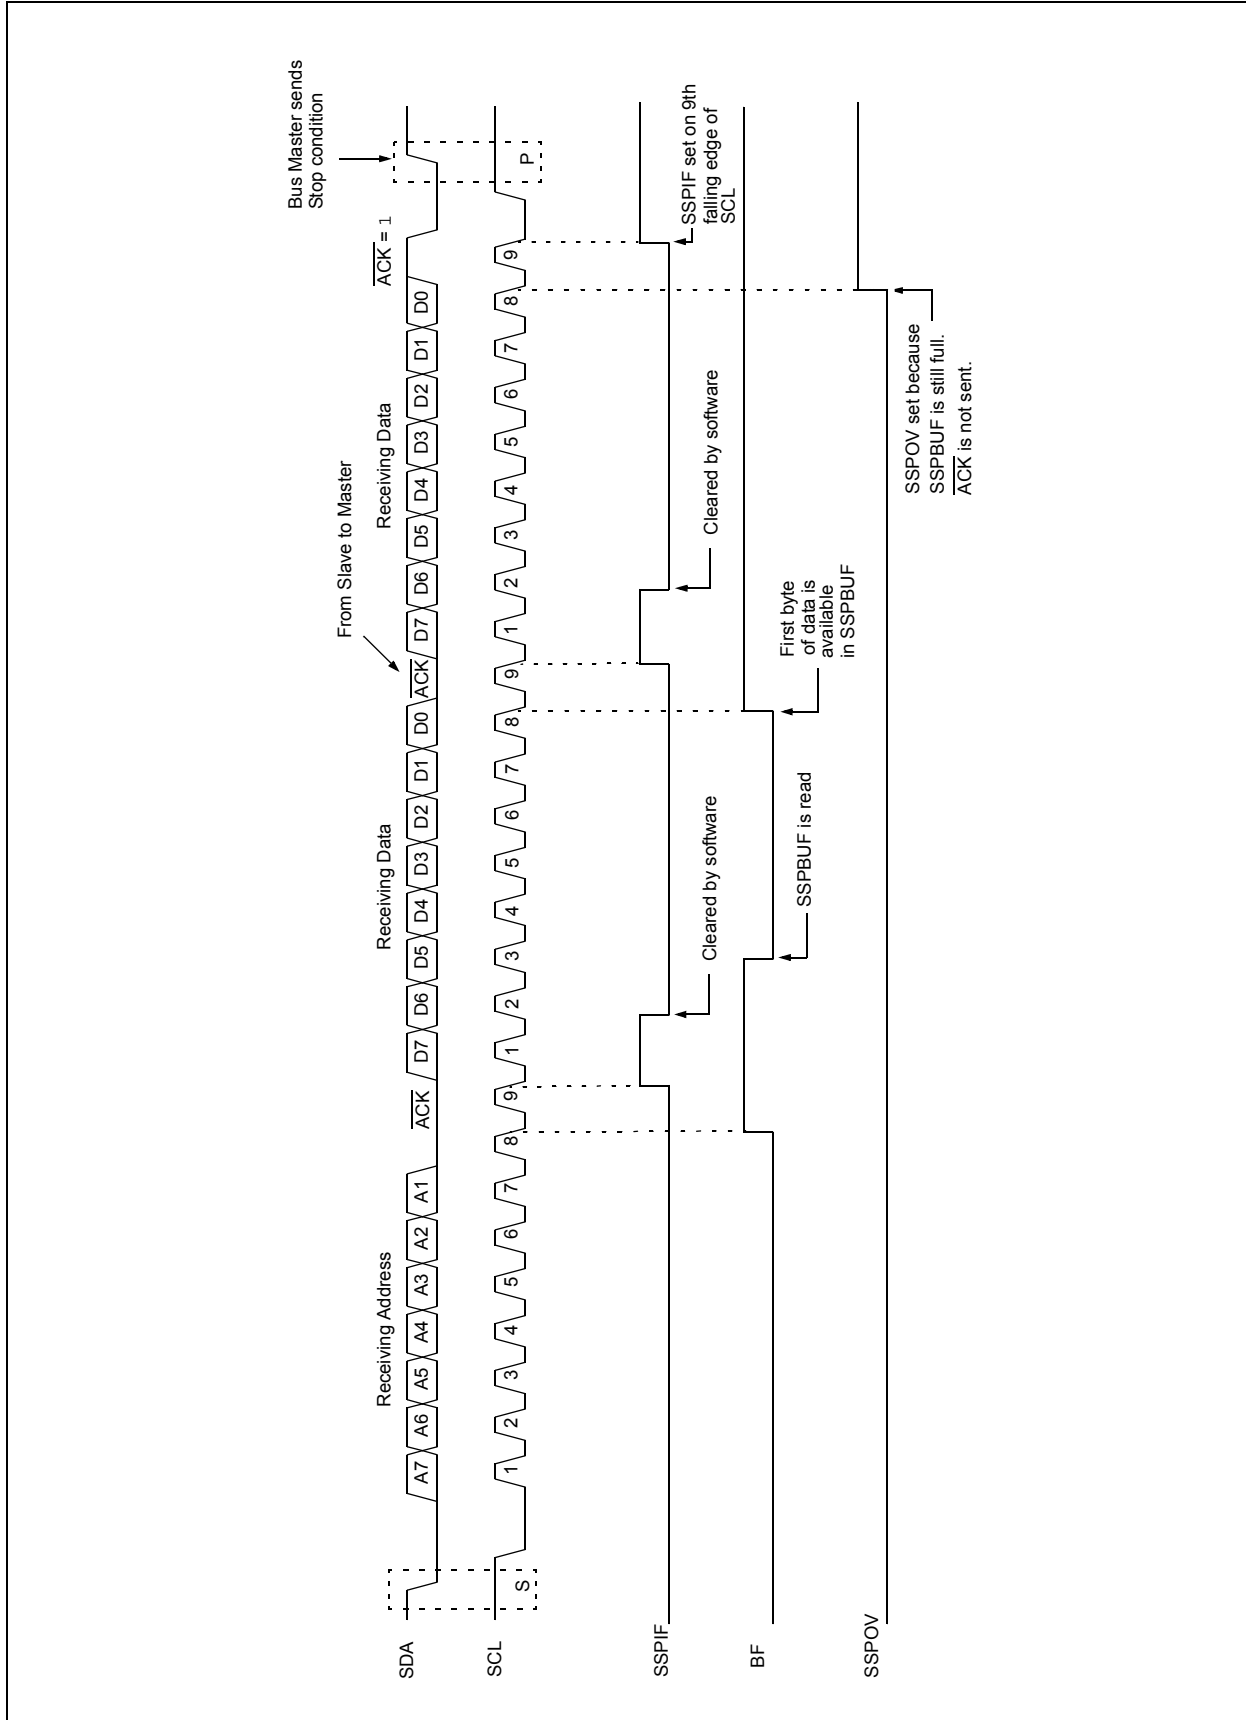 Bus Master sends
Stop condition
From Slave to Master
Receiving Address
Receiving Data
Receiving Data
ACK = 1
SDA
A7 A6 A5 A4 A3 A2 A1
ACK
D7 D6 D5 D4 D3 D2 D1 D0
ACK
D7 D6 D5 D4 D3 D2 D1 D0
SCL
S
1 2 3 4 5 6 7 8 9
1 2 3 4 5 6 7 8 9
1 2 3 4 5 6 7 8 9
P
SSPIF
Cleared by software
Cleared by software
SSPIF set on 9th
falling edge of
SCL
BF
SSPBUF is read
First byte
of data is
available
in SSPBUF
SSPOV
SSPOV set because
SSPBUF is still full.
ACK is not sent.